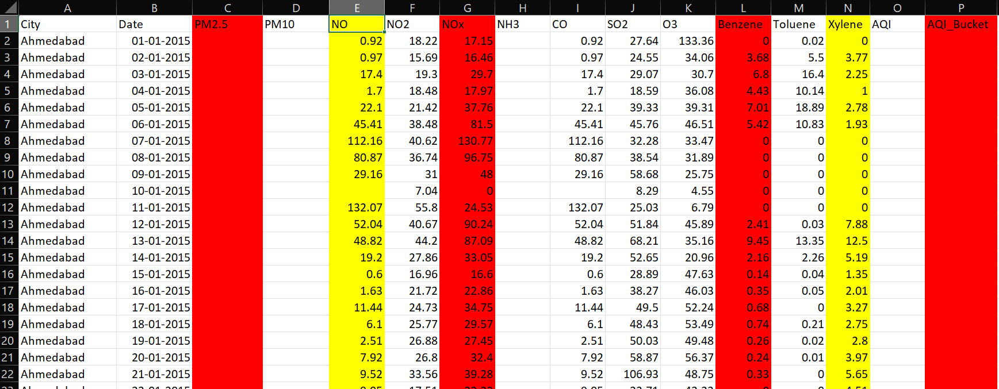 A B C D E F G H I J K L M N O P
1 City Date PM2.5 PM10 NO NO2 NOx NH3 CO SO2 O3 Benzene Toluene Xylene AQI AQI_Bucket
2 Ahmedabad 01-01-2015 0.92 18.22 17.15 0.92 27.64 133.36 0 0.02 0
3 Ahmedabad 02-01-2015 0.97 15.69 16.46 0.97 24.55 34.06 3.68 5.5 3.77
4 Ahmedabad 03-01-2015 17.4 19.3 29.7 17.4 29.07 30.7 6.8 16.4 2.25
5 Ahmedabad 04-01-2015 1.7 18.48 17.97 1.7 18.59 36.08 4.43 10.14 1
6 Ahmedabad 05-01-2015 22.1 21.42 37.76 22.1 39.33 39.31 7.01 18.89 2.78
7 Ahmedabad 06-01-2015 45.41 38.48 81.5 45.41 45.76 46.51 5.42 10.83 1.93
8 Ahmedabad 07-01-2015 112.16 40.62 130.77 112.16 32.28 33.47 0 0 0
9 Ahmedabad 08-01-2015 80.87 36.74 96.75 80.87 38.54 31.89 0 0 0
10 Ahmedabad 09-01-2015 29.16 31 48 29.16 58.68 25.75 0 0 0
11 Ahmedabad 10-01-2015 7.04 0 8.29 4.55 0 0 0
12 Ahmedabad 11-01-2015 132.07 55.8 24.53 132.07 25.03 6.79 0 0 0
13 Ahmedabad 12-01-2015 52.04 40.67 90.24 52.04 51.84 45.89 2.41 0.03 7.88
14 Ahmedabad 13-01-2015 48.82 44.2 87.09 48.82 68.21 35.16 9.45 13.35 12.5
15 Ahmedabad 14-01-2015 19.2 27.86 33.05 19.2 52.65 20.96 2.16 2.26 5.19
16 Ahmedabad 15-01-2015 0.6 16.96 16.6 0.6 28.89 47.63 0.14 0.04 1.35
17 Ahmedabad 16-01-2015 1.63 21.72 22.86 1.63 38.27 46.03 0.35 0.05 2.01
18 Ahmedabad 17-01-2015 11.44 24.73 34.75 11.44 49.5 52.24 0.68 0 3.27
19 Ahmedabad 18-01-2015 6.1 25.77 29.57 6.1 48.43 53.49 0.74 0.21 2.75
20 Ahmedabad 19-01-2015 2.51 26.88 27.45 2.51 50.03 49.48 0.26 0.02 2.8
21 Ahmedabad 20-01-2015 7.92 26.8 32.4 7.92 58.87 56.37 0.24 0.01 3.97
22 Ahmedabad 21-01-2015 9.52 33.56 39.28 9.52 106.93 48.75 0.33 0 5.65